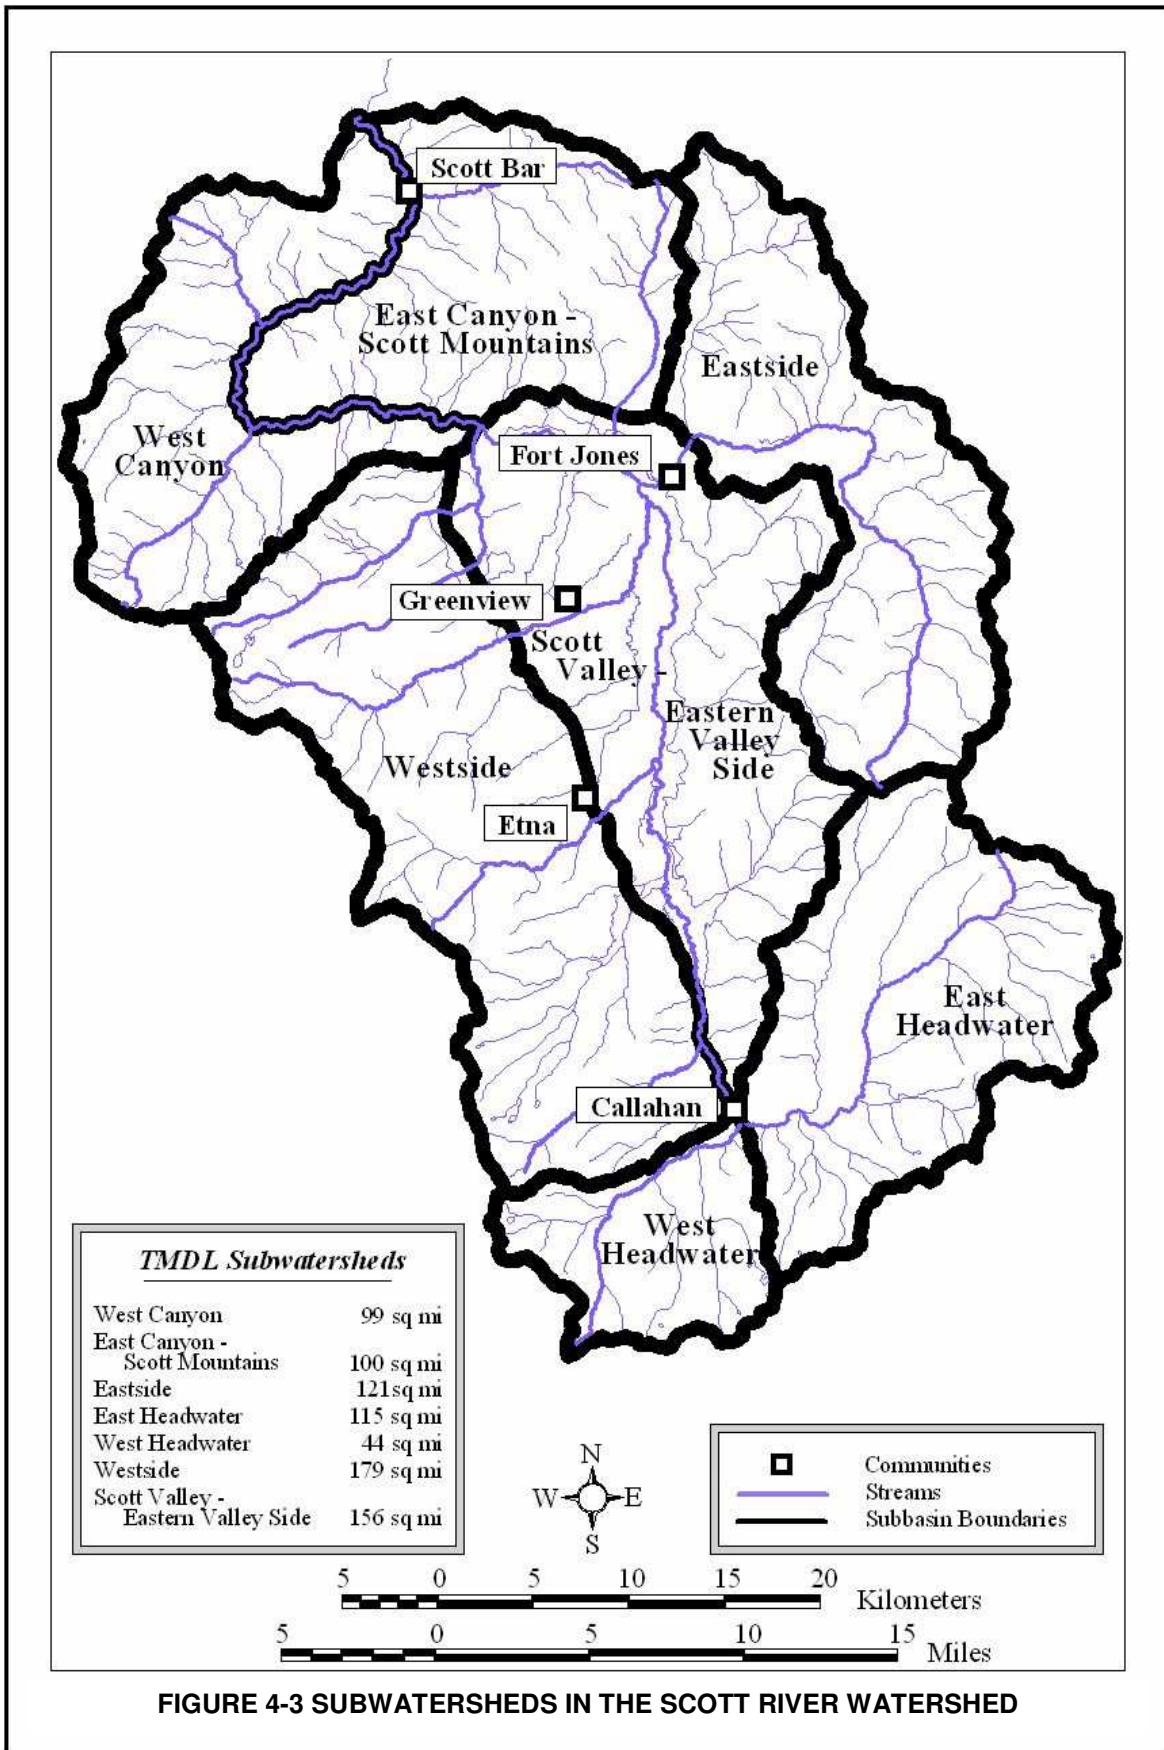 Scott Bar
East Canyon -
Scott Mountains
Eastside
West
Canyon
Fort Jones
Greenview
Scott
Valley -
Eastern
Valley
Side
Westside
Etna
East
Headwater
Callahan
West
Headwater
TMDL Subwatersheds
West Canyon 99 sq mi
East Canyon -
Scott Mountains 100 sq mi
Eastside 121sq mi
East Headwater 115 sq mi
West Headwater 44 sq mi
Westside 179 sq mi
Scott Valley -
Eastern Valley Side 156 sq mi
N
W E
S
Communities
Streams
Subbasin Boundaries
5 0 5 10 15 20
Kilometers
5 0 5 10 15
Miles
FIGURE 4-3 SUBWATERSHEDS IN THE SCOTT RIVER WATERSHED